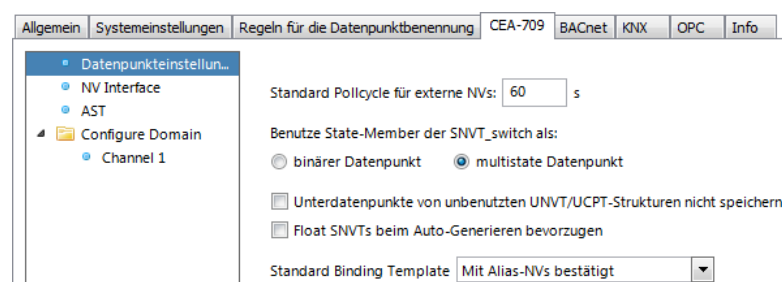 Allgemein Systemeinstellungen Regeln für die Datenpunktbenennung CEA-709 BACnet KNX OPC Info
Datenpunkteinstellun...
NV Interface
AST
Configure Domain
Channel 1
Standard Pollcycle für externe NVs: 60 s
Benutze State-Member der SNVT_switch als:
binärer Datenpunkt multistate Datenpunkt
Unterdatenpunkte von unbenutzten UNVT/UCPT-Strukturen nicht speichern
Float SNVTs beim Auto-Generieren bevorzugen
Standard Binding Template Mit Alias-NVs bestätigt